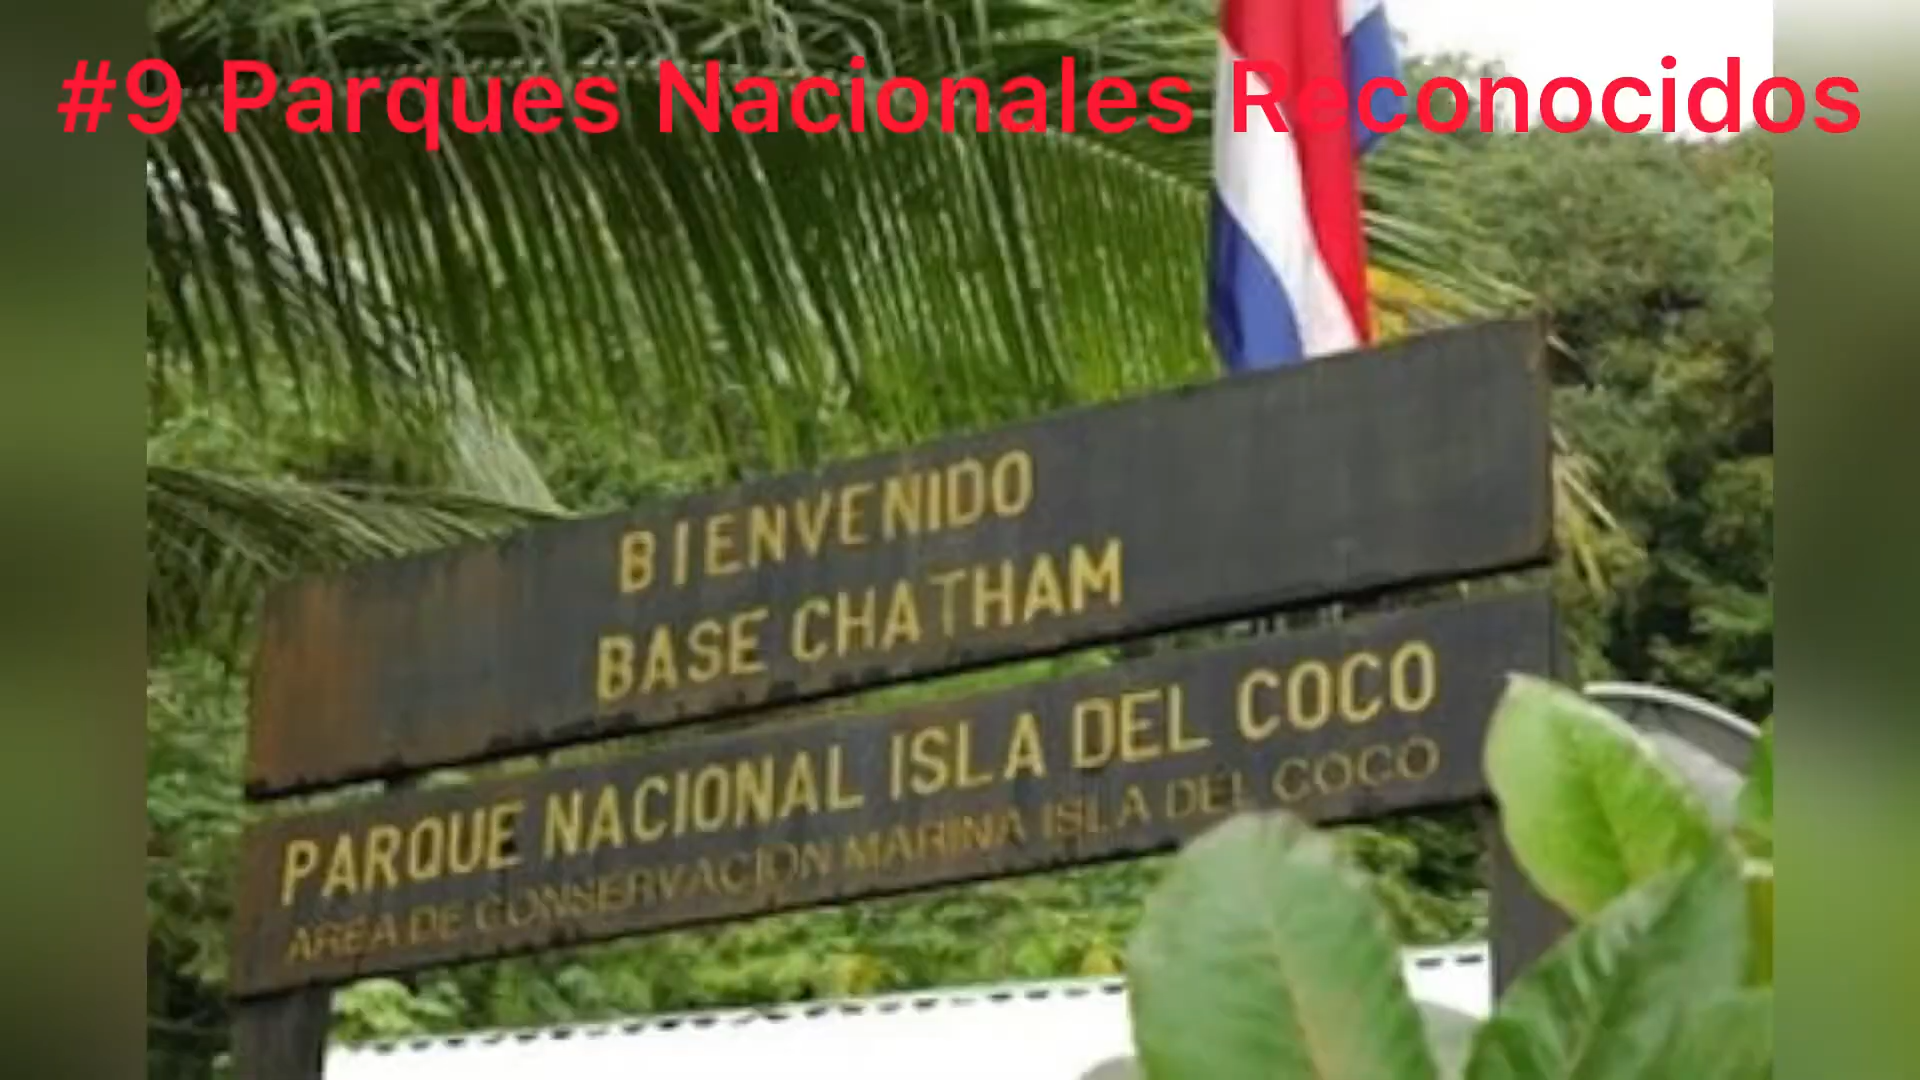 #9 Parques Nacionales Reconocidos
BIENVENIDO
BASE CHATHAM
PARQUE NACIONAL ISLA DEL COCO
AREA DE CONSERVACION MARINA ISLA DEL COCO